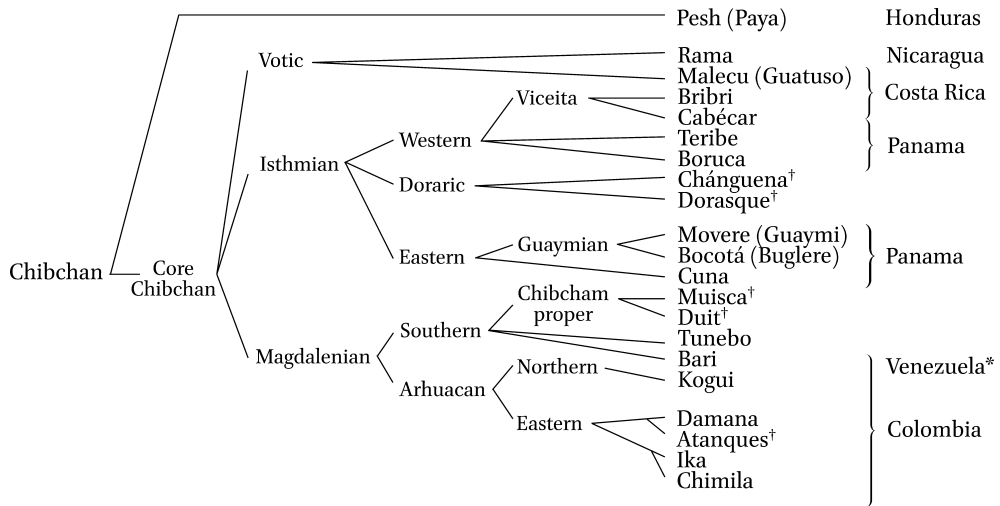 Pesh (Paya) Honduras
Votic Rama Nicaragua
Malecu (Guatuso)
Viceita Bribri Costa Rica
Cabécar
Western Teribe Panama
Isthmian Boruca
Doraric Chánguena†
Dorasque†
Guaymian Movere (Guaymi)
Eastern Bocotá (Buglere) Panama
Chibchan Core Chibchan Cuna
Chibcham proper Muisca†
Duit†
Southern Tunebo
Magdalenian Bari Venezuela*
Northern Kogui
Arhuacan
Eastern Damana Colombia
Atanques†
Ika
Chimila